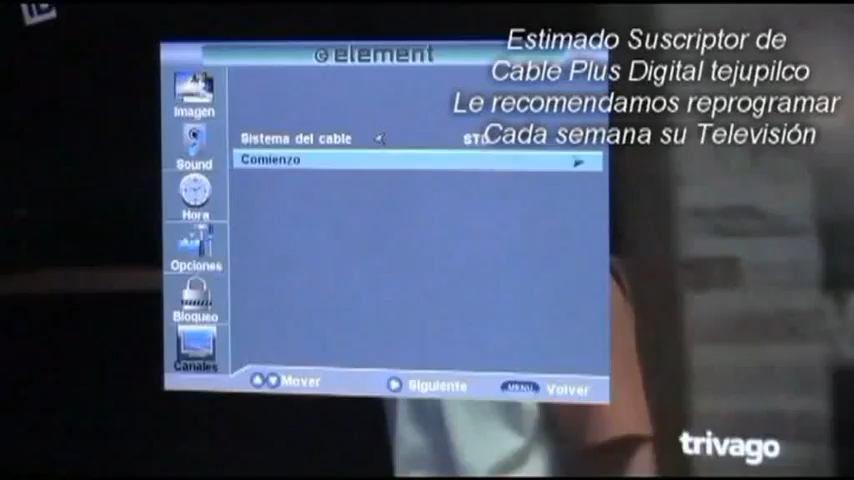 element
Estimado Suscriptor de
Cable Plus Digital tejupilco
Le recomendamos reprogramar
Cada semana su Televisión
Imagen
Sistema del cable
Sound
Comienzo
Hora
Opciones
Bloqueo
Canales
Mover
Siguiente
MENU
Volver
trivago